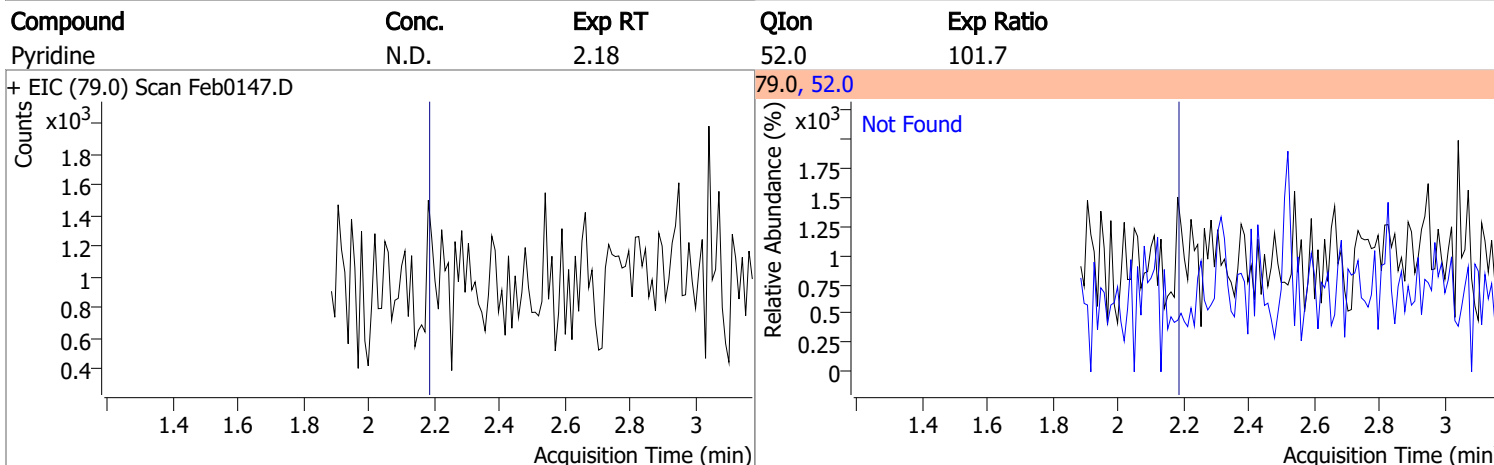 Compound Conc. Exp RT QIon Exp Ratio
Pyridine N.D. 2.18 52.0 101.7
+ EIC (79.0) Scan Feb0147.D
Counts
x10³
1.8
1.6
1.4
1.2
1
0.8
0.6
0.4
1.4 1.6 1.8 2 2.2 2.4 2.6 2.8 3
Acquisition Time (min)
79.0, 52.0
Relative Abundance (%)
x10³
Not Found
1.75
1.5
1.25
1
0.75
0.5
0.25
0
1.4 1.6 1.8 2 2.2 2.4 2.6 2.8 3
Acquisition Time (min